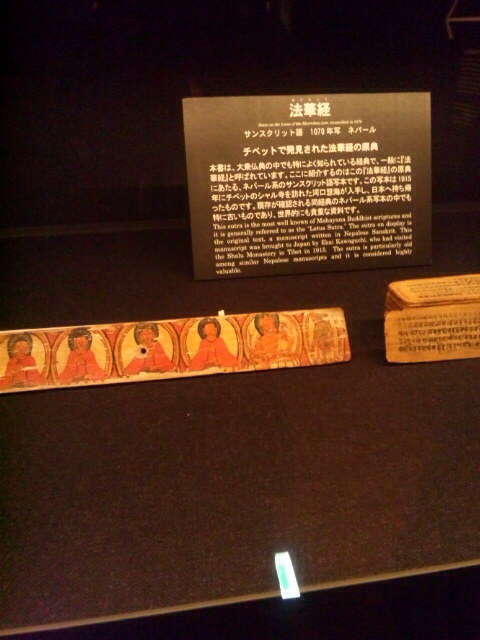 法華経
Sutra on the Lotus of the Marvelous Law, transcribed in 1070
サンスクリット語　1070年写　ネパール
チベットで発見された法華経の原典
本書は、大乗仏典の中でも特によく知られている経典で、一般に『法
華経』と呼ばれています。ここに紹介するのはこの『法華経』の原典
にあたる、ネパール系のサンスクリット語写本です。この写本は1915
年にチベットのシャル寺を訪れた河口慧海が入手し、日本へ持ち帰
ったものです。現存が確認される同経典のネパール系写本の中でも
特に古いものであり、世界的にも貴重な資料です。
This sutra is the most well known of Mahayana Buddhist scriptures and
it is generally referred to as the "Lotus Sutra." The sutra on display is
the original text, a manuscript written in Nepalese Sanskrit. This
manuscript was brought to Japan by Ekai Kawaguchi, who had visited
the Shalu Monastery in Tibet in 1915. The sutra is particularly old
among similar Nepalese manuscripts and it is considered highly
valuable.